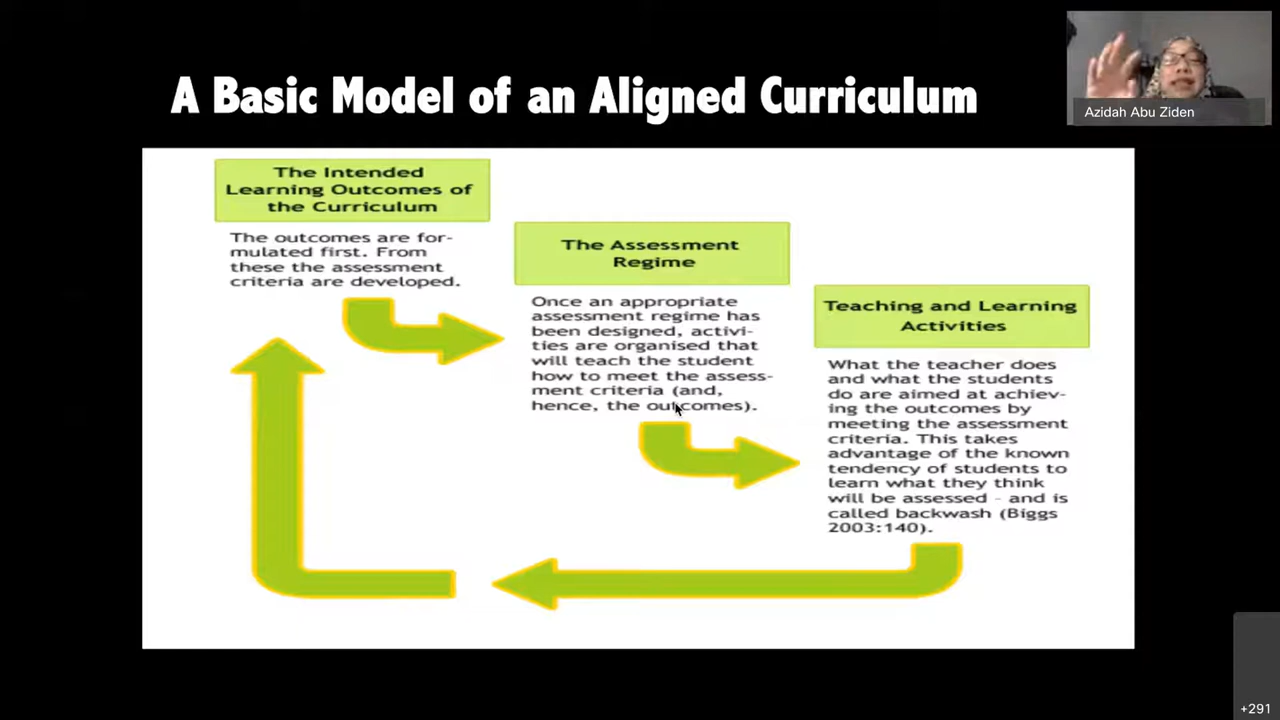 A Basic Model of an Aligned Curriculum
Azidah Abu Ziden
The Intended
Learning Outcomes of
the Curriculum
The outcomes are for-
mulated first. From
these the assessment
criteria are developed.
The Assessment
Regime
Once an appropriate
assessment regime has
been designed, activi-
ties are organised that
will teach the student
how to meet the assess-
ment criteria (and,
hence, the outcomes).
Teaching and Learning
Activities
What the teacher does
and what the students
do are aimed at achiev-
ing the outcomes by
meeting the assessment
criteria. This takes
advantage of the known
tendency of students to
learn what they think
will be assessed - and is
called backwash (Biggs
2003:140).
+291